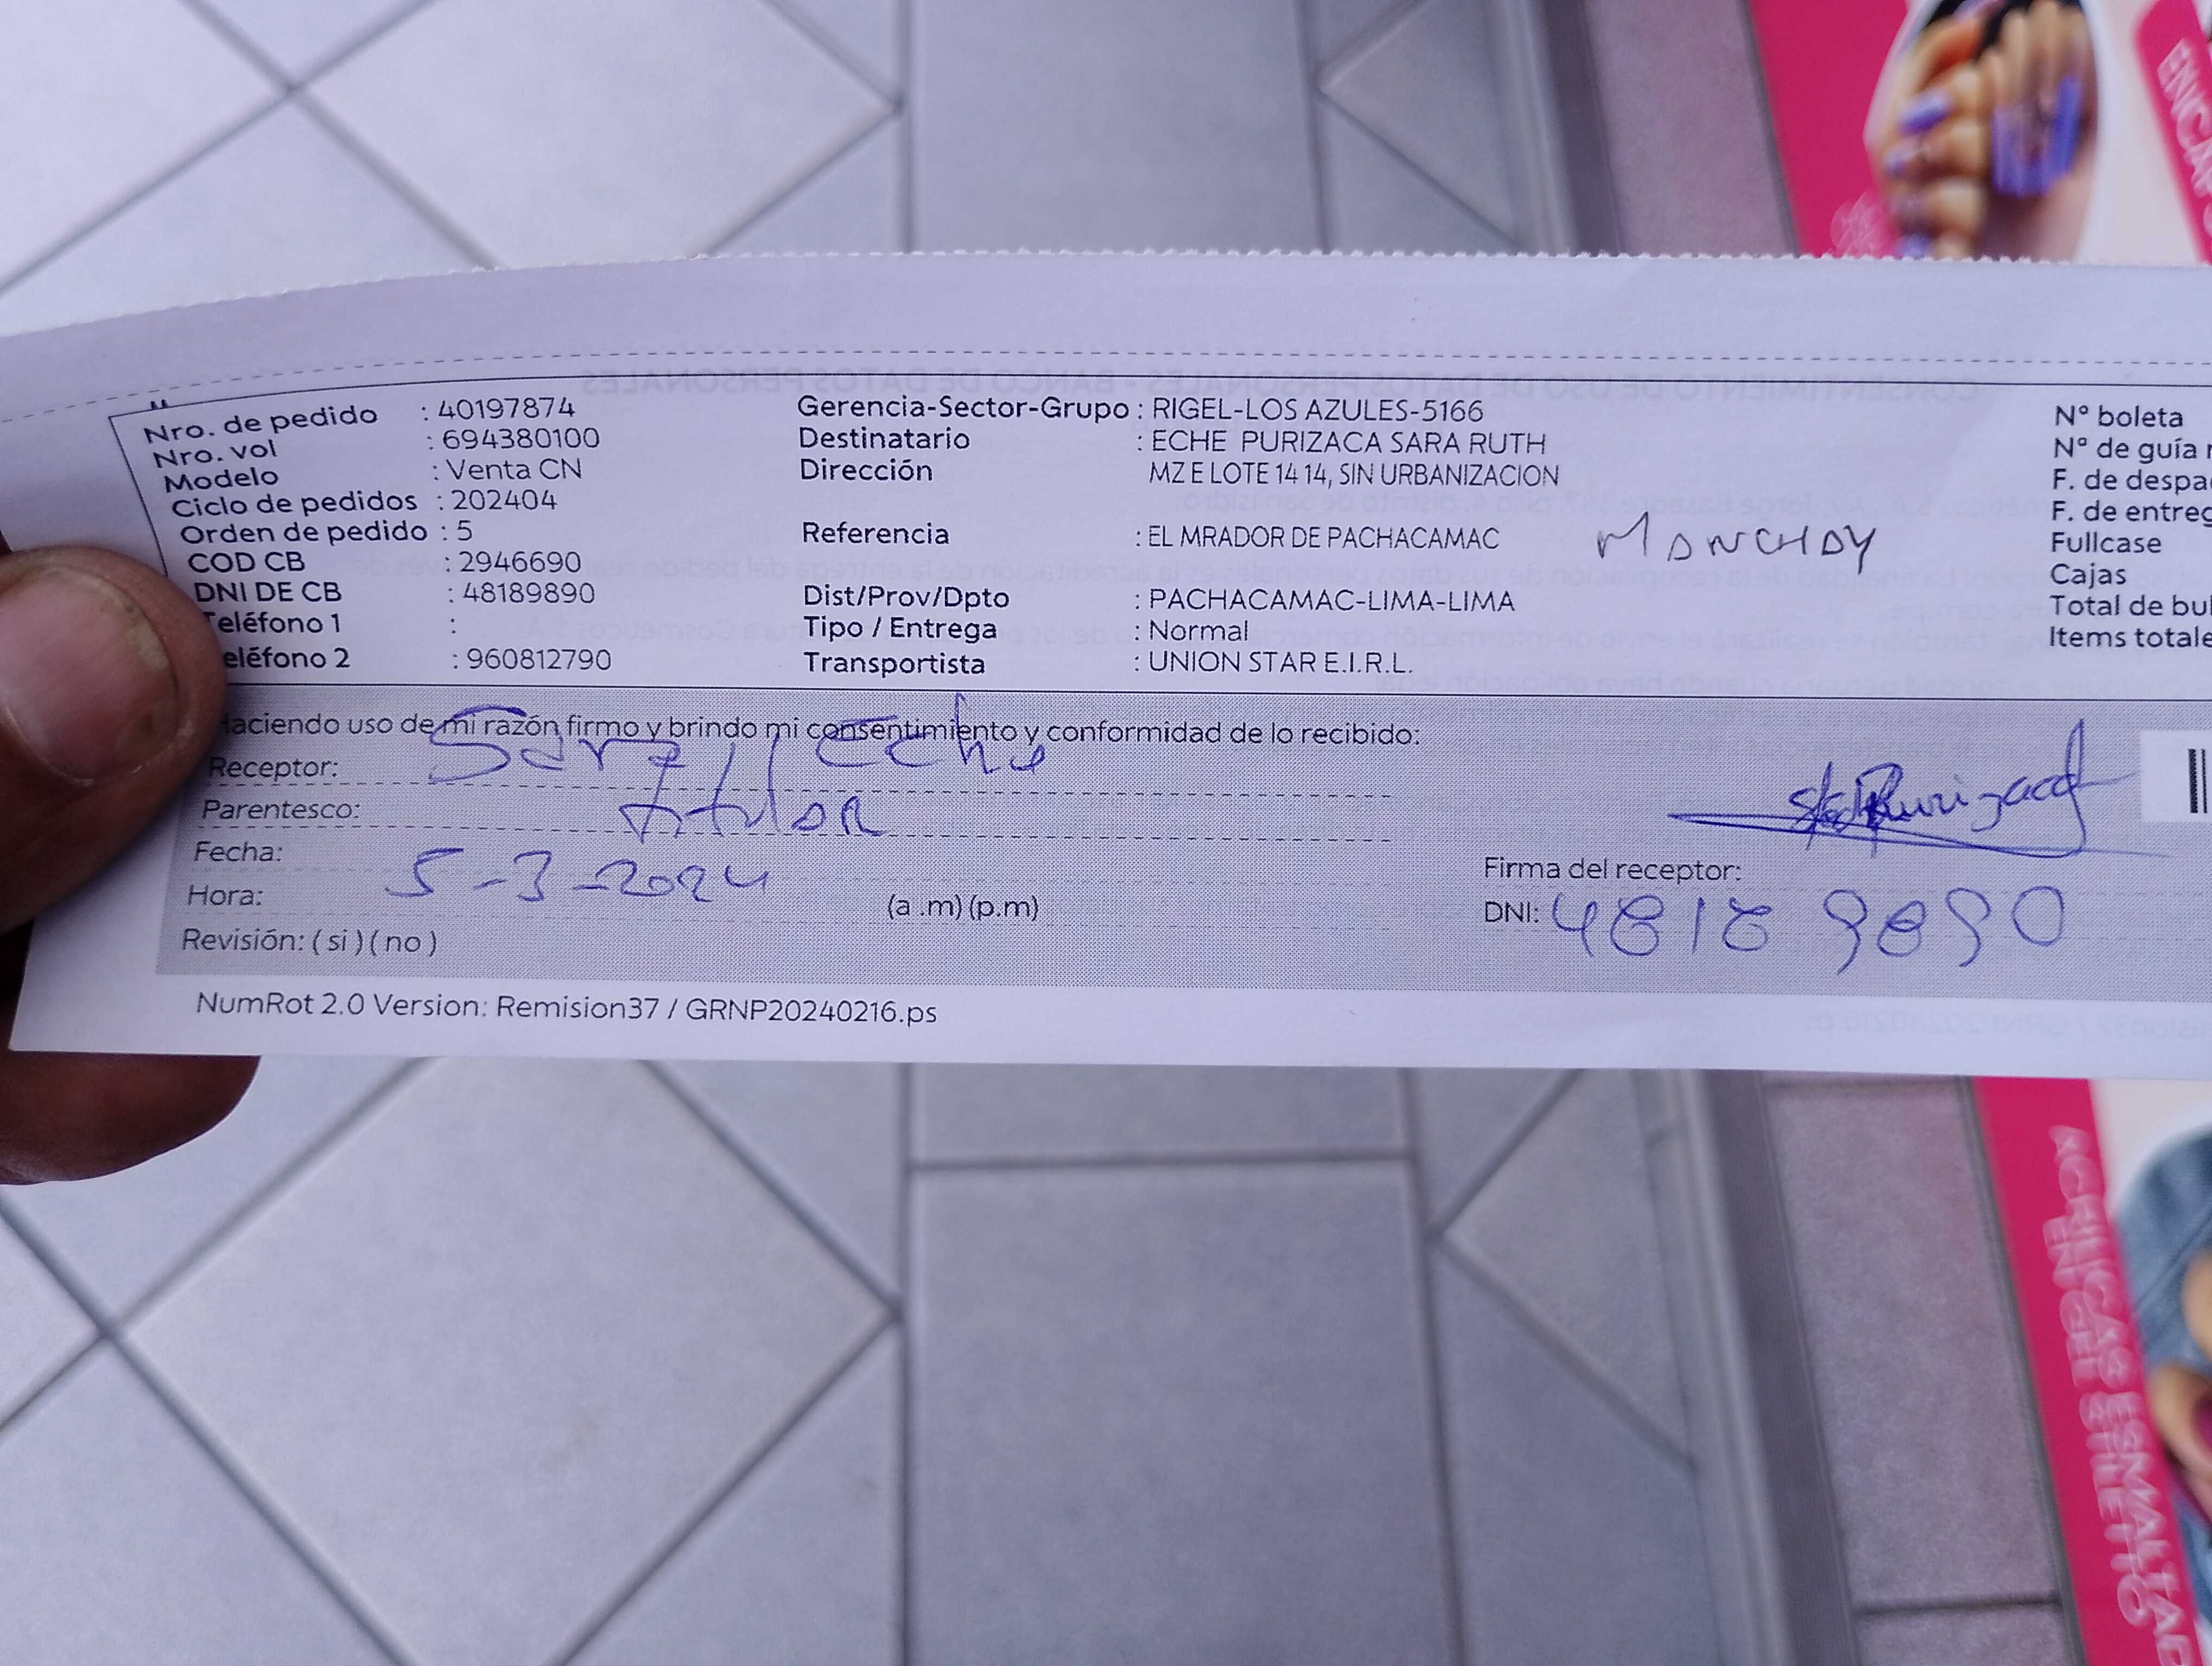 Nro. de pedido : 40197874
Nro. vol : 694380100
Modelo : Venta CN
Ciclo de pedidos : 202404
Orden de pedido : 5
COD CB : 2946690
DNI DE CB : 48189890
Teléfono 1 :
eléfono 2 : 960812790
Gerencia-Sector-Grupo : RIGEL-LOS AZULES-5166
Destinatario : ECHE PURIZACA SARA RUTH
Dirección MZ E LOTE 14 14, SIN URBANIZACION
Referencia : EL MRADOR DE PACHACAMAC MANCHAY
Dist/Prov/Dpto : PACHACAMAC-LIMA-LIMA
Tipo / Entrega : Normal
Transportista : UNION STAR E.I.R.L.
Nº boleta
Nº de guía r
F. de despa
F. de entreg
Fullcase
Cajas
Total de bul
Items totale
Haciendo uso de mi razón firmo y brindo mi consentimiento y conformidad de lo recibido:
Receptor: Sara Eche
Parentesco: titular
Fecha: 5-3-2024
Hora: (a .m) (p.m)
Revisión: ( si ) ( no )
Firma del receptor:
DNI: 48189890
NumRot 2.0 Version: Remision37 / GRNP20240216.ps